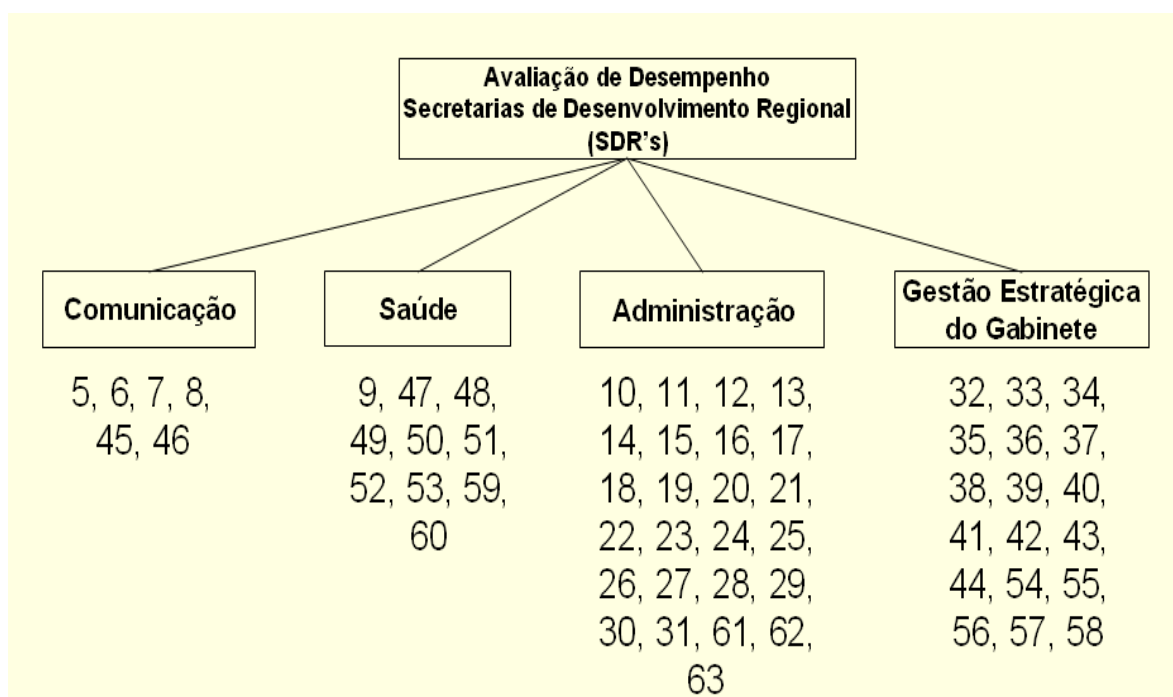 Avaliação de Desempenho
Secretarias de Desenvolvimento Regional
(SDR's)
Comunicação
5, 6, 7, 8,
45, 46
Saúde
9, 47, 48,
49, 50, 51,
52, 53, 59,
60
Administração
10, 11, 12, 13,
14, 15, 16, 17,
18, 19, 20, 21,
22, 23, 24, 25,
26, 27, 28, 29,
30, 31, 61, 62,
63
Gestão Estratégica
do Gabinete
32, 33, 34,
35, 36, 37,
38, 39, 40,
41, 42, 43,
44, 54, 55,
56, 57, 58